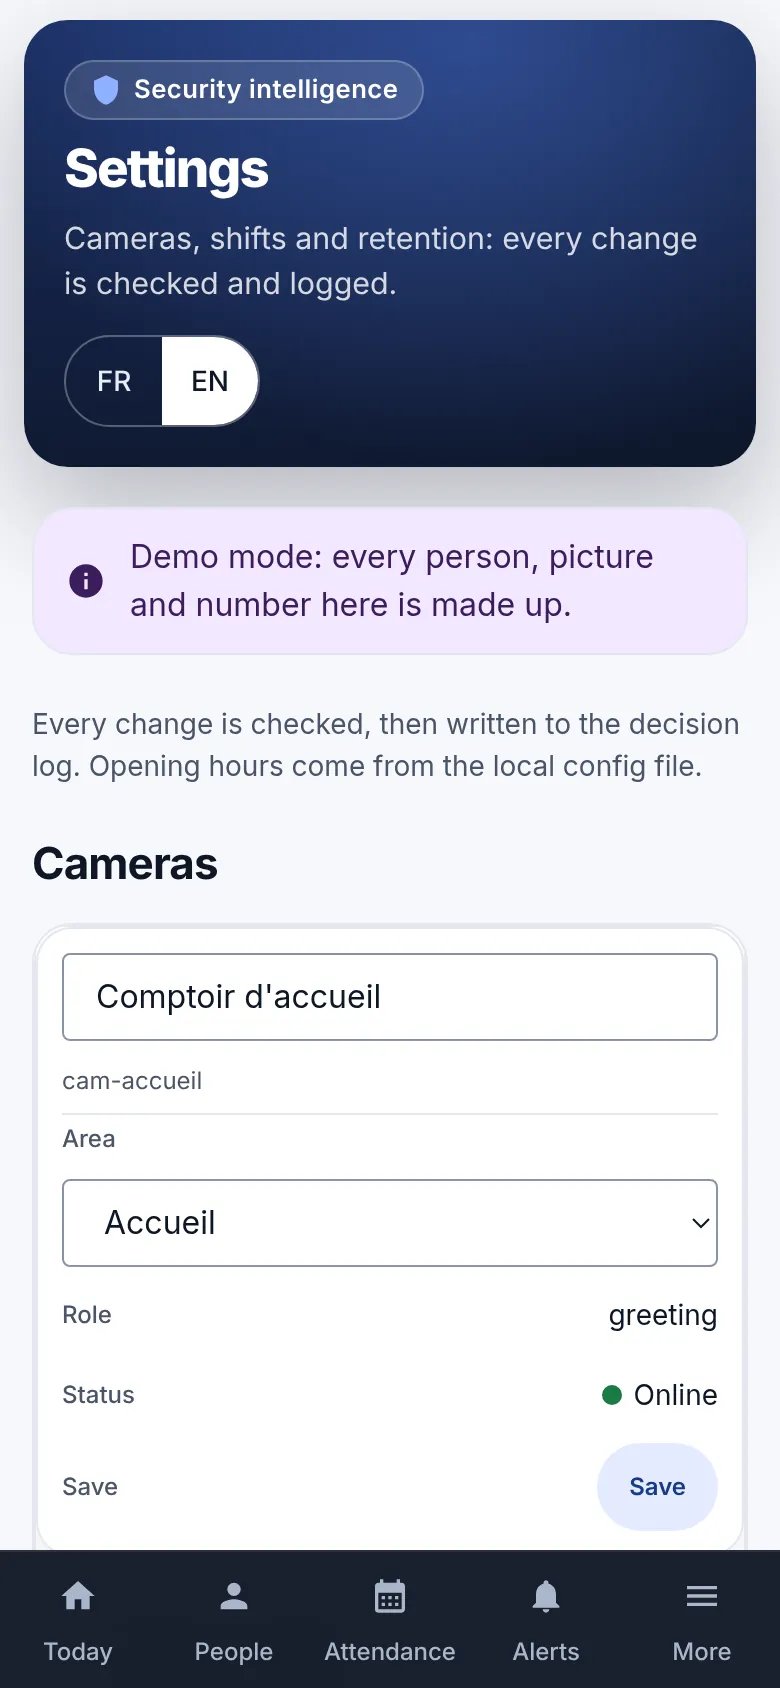 Security intelligence
Settings
Cameras, shifts and retention: every change
is checked and logged.
FR EN
Demo mode: every person, picture
and number here is made up.
Every change is checked, then written to the decision
log. Opening hours come from the local config file.
Cameras
Comptoir d'accueil
cam-accueil
Area
Accueil
Role greeting
Status Online
Save Save
Today People Attendance Alerts More